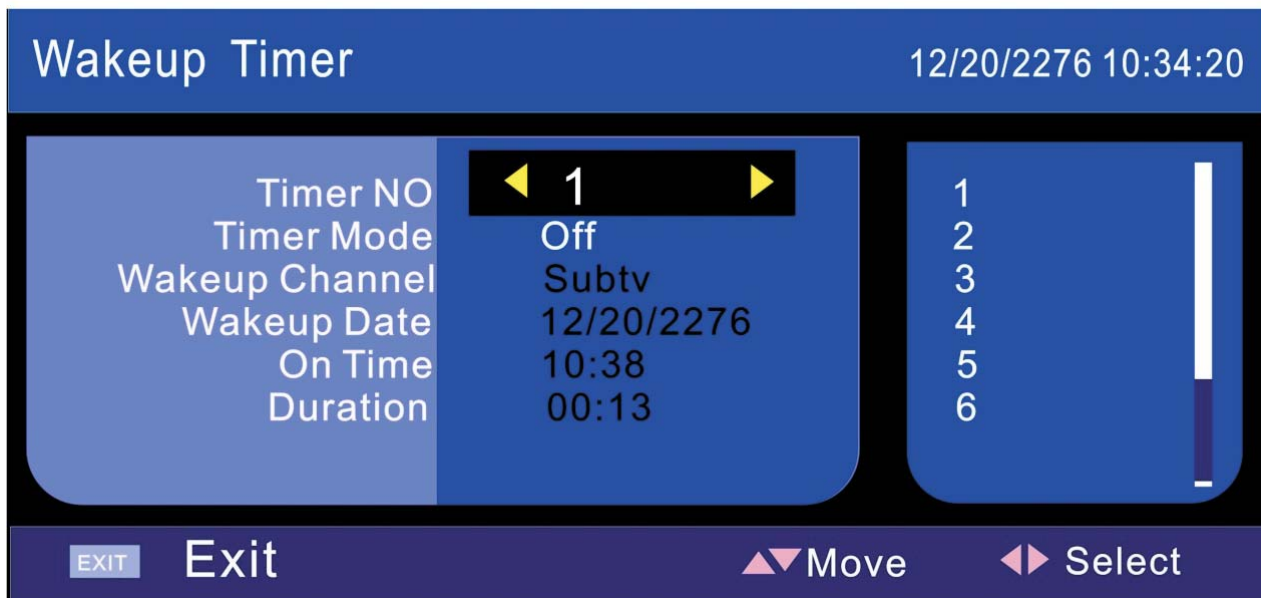 Wakeup Timer 12/20/2276 10:34:20
Timer NO 1
Timer Mode Off
Wakeup Channel Subtv
Wakeup Date 12/20/2276
On Time 10:38
Duration 00:13
1
2
3
4
5
6
EXIT Exit Move Select